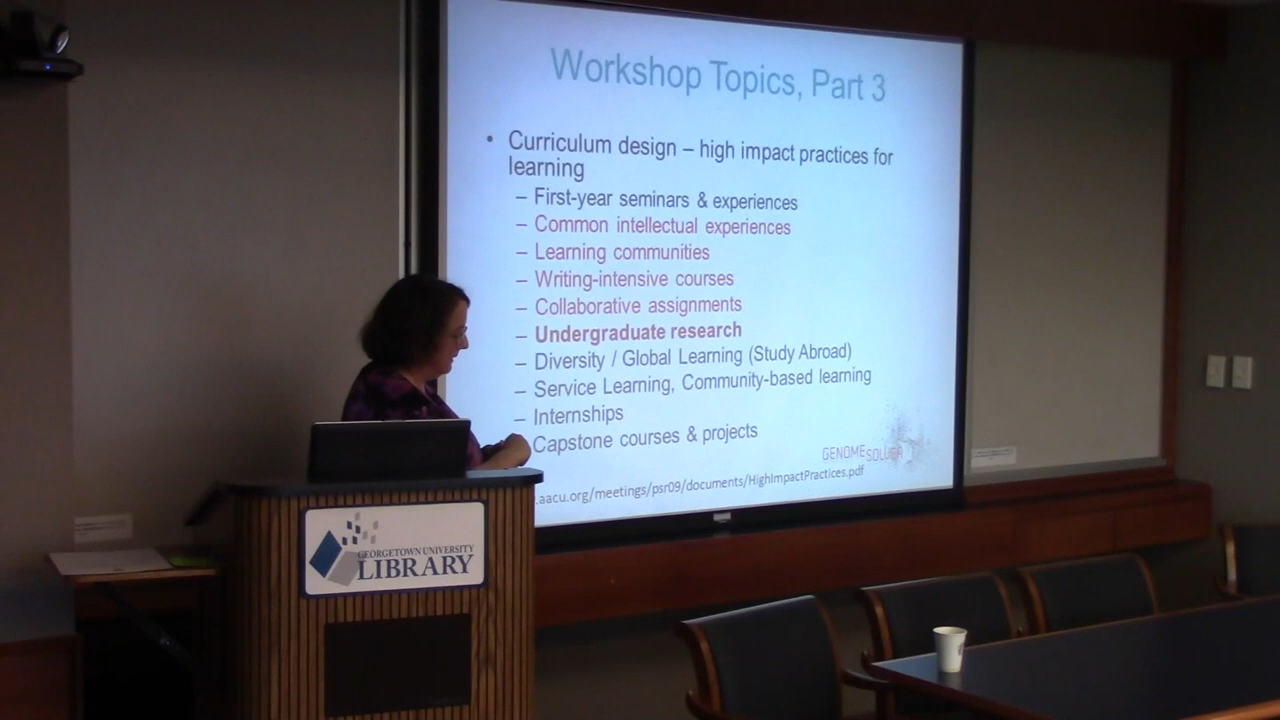 Workshop Topics, Part 3
• Curriculum design – high impact practices for
learning
– First-year seminars & experiences
– Common intellectual experiences
– Learning communities
– Writing-intensive courses
– Collaborative assignments
– Undergraduate research
– Diversity / Global Learning (Study Abroad)
– Service Learning, Community-based learning
– Internships
Capstone courses & projects
GENOME
.aacu.org/meetings/psr09/documents/HighImpactPractices.pdf
GEORGETOWN UNIVERSITY
LIBRARY